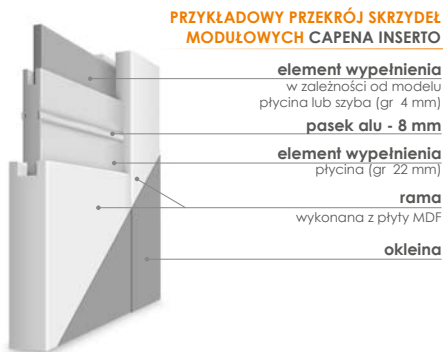 PRZYKŁADOWY PRZEKRÓJ SKRZYDEŁ
MODUŁOWYCH CAPENA INSERTO
element wypełnienia
w zależności od modelu
płycina lub szyba (gr 4 mm)
pasek alu - 8 mm
element wypełnienia
płycina (gr 22 mm)
rama
wykonana z płyty MDF
okleina